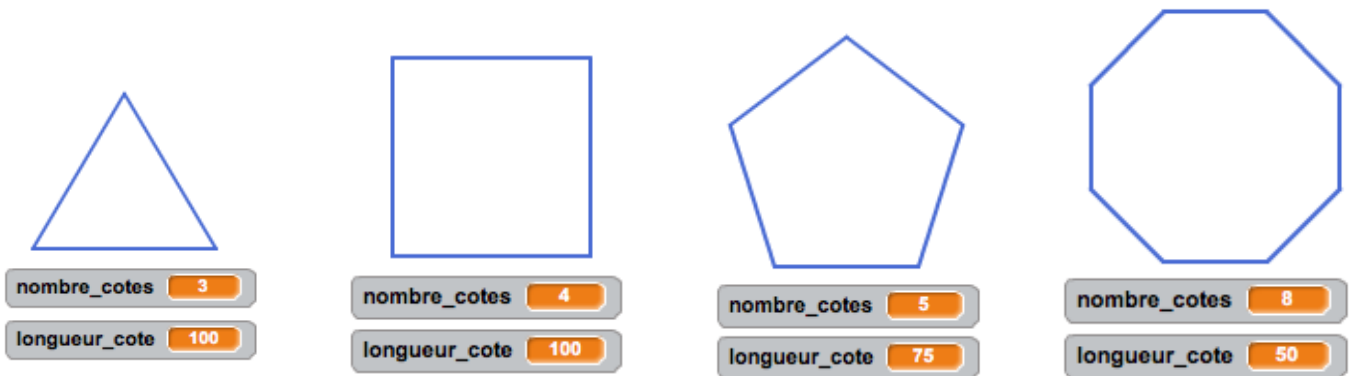 nombre_cotes 3
longueur_cote 100
nombre_cotes 4
longueur_cote 100
nombre_cotes 5
longueur_cote 75
nombre_cotes 8
longueur_cote 50